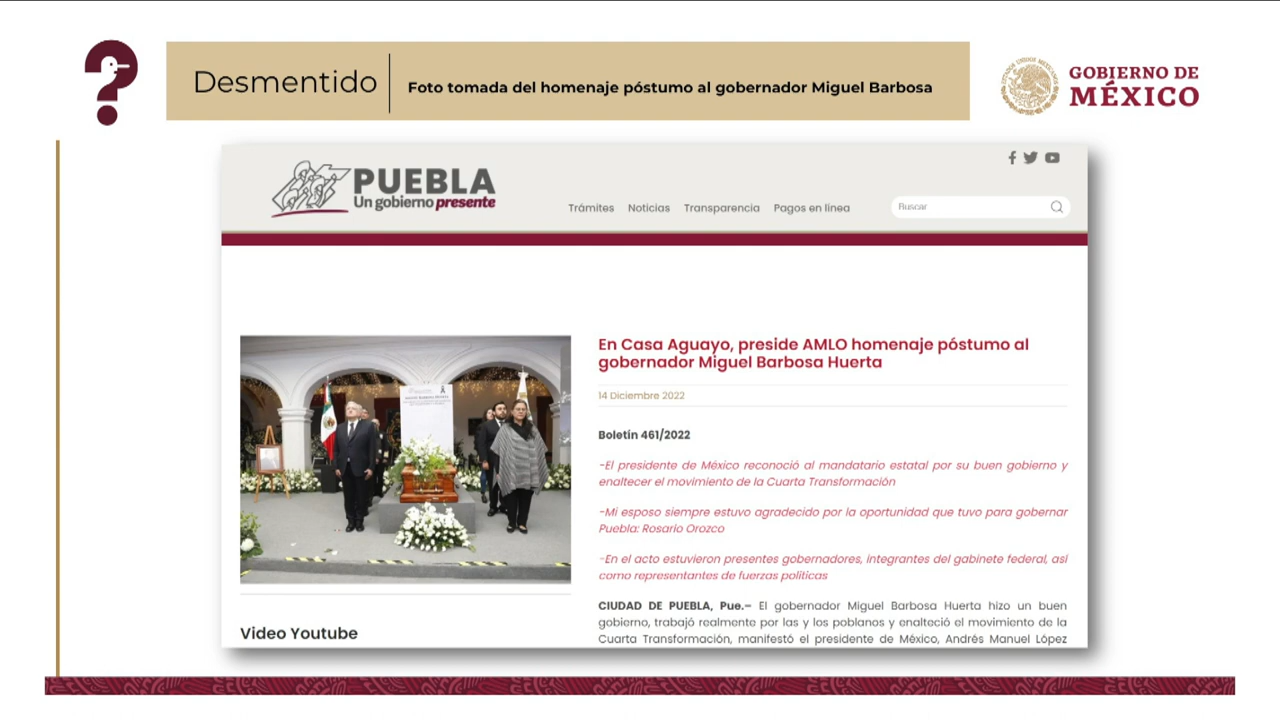 Desmentido
Foto tomada del homenaje póstumo al gobernador Miguel Barbosa
GOBIERNO DE
MÉXICO
PUEBLA
Un gobierno presente
Trámites Noticias Transparencia Pagos en línea
Buscar
En Casa Aguayo, preside AMLO homenaje póstumo al
gobernador Miguel Barbosa Huerta
14 Diciembre 2022
Boletín 461/2022
-El presidente de México reconoció al mandatario estatal por su buen gobierno y
enaltecer el movimiento de la Cuarta Transformación
-Mi esposo siempre estuvo agradecido por la oportunidad que tuvo para gobernar
Puebla: Rosario Orozco
-En el acto estuvieron presentes gobernadores, integrantes del gabinete federal, así
como representantes de fuerzas políticas
CIUDAD DE PUEBLA, Pue.– El gobernador Miguel Barbosa Huerta hizo un buen
gobierno, trabajó realmente por las y los poblanos y enalteció el movimiento de la
Cuarta Transformación, manifestó el presidente de México, Andrés Manuel López
Video Youtube